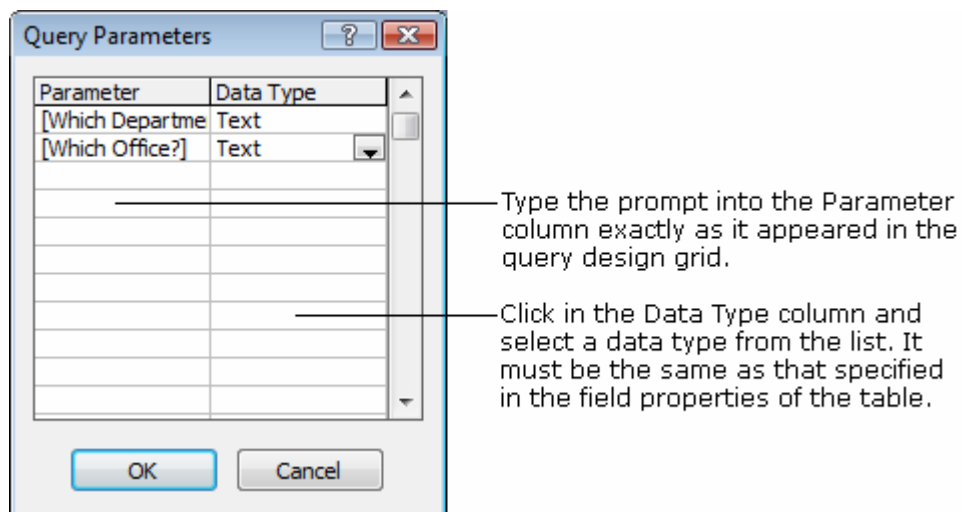 Query Parameters
Parameter Data Type
[Which Departme Text
[Which Office?] Text
Type the prompt into the Parameter
column exactly as it appeared in the
query design grid.
Click in the Data Type column and
select a data type from the list. It
must be the same as that specified
in the field properties of the table.
OK Cancel